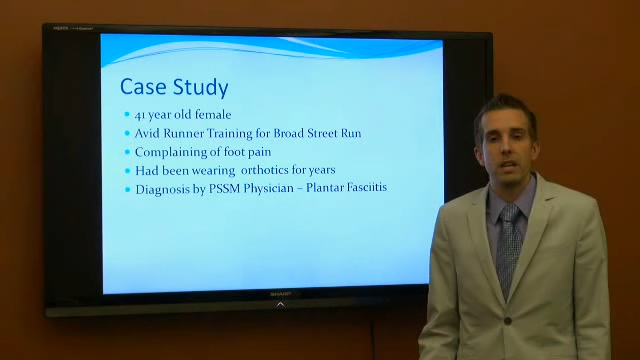 Case Study
41 year old female
Avid Runner Training for Broad Street Run
Complaining of foot pain
Had been wearing orthotics for years
Diagnosis by PSSM Physician – Plantar Fasciitis
SHARP